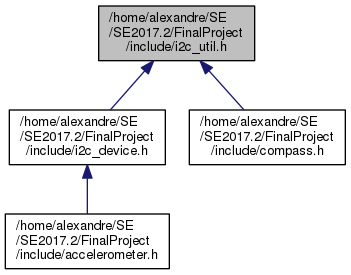 /home/alexandre/SE
/SE2017.2/FinalProject
/include/i2c_util.h
/home/alexandre/SE
/SE2017.2/FinalProject
/include/i2c_device.h
/home/alexandre/SE
/SE2017.2/FinalProject
/include/compass.h
/home/alexandre/SE
/SE2017.2/FinalProject
/include/accelerometer.h